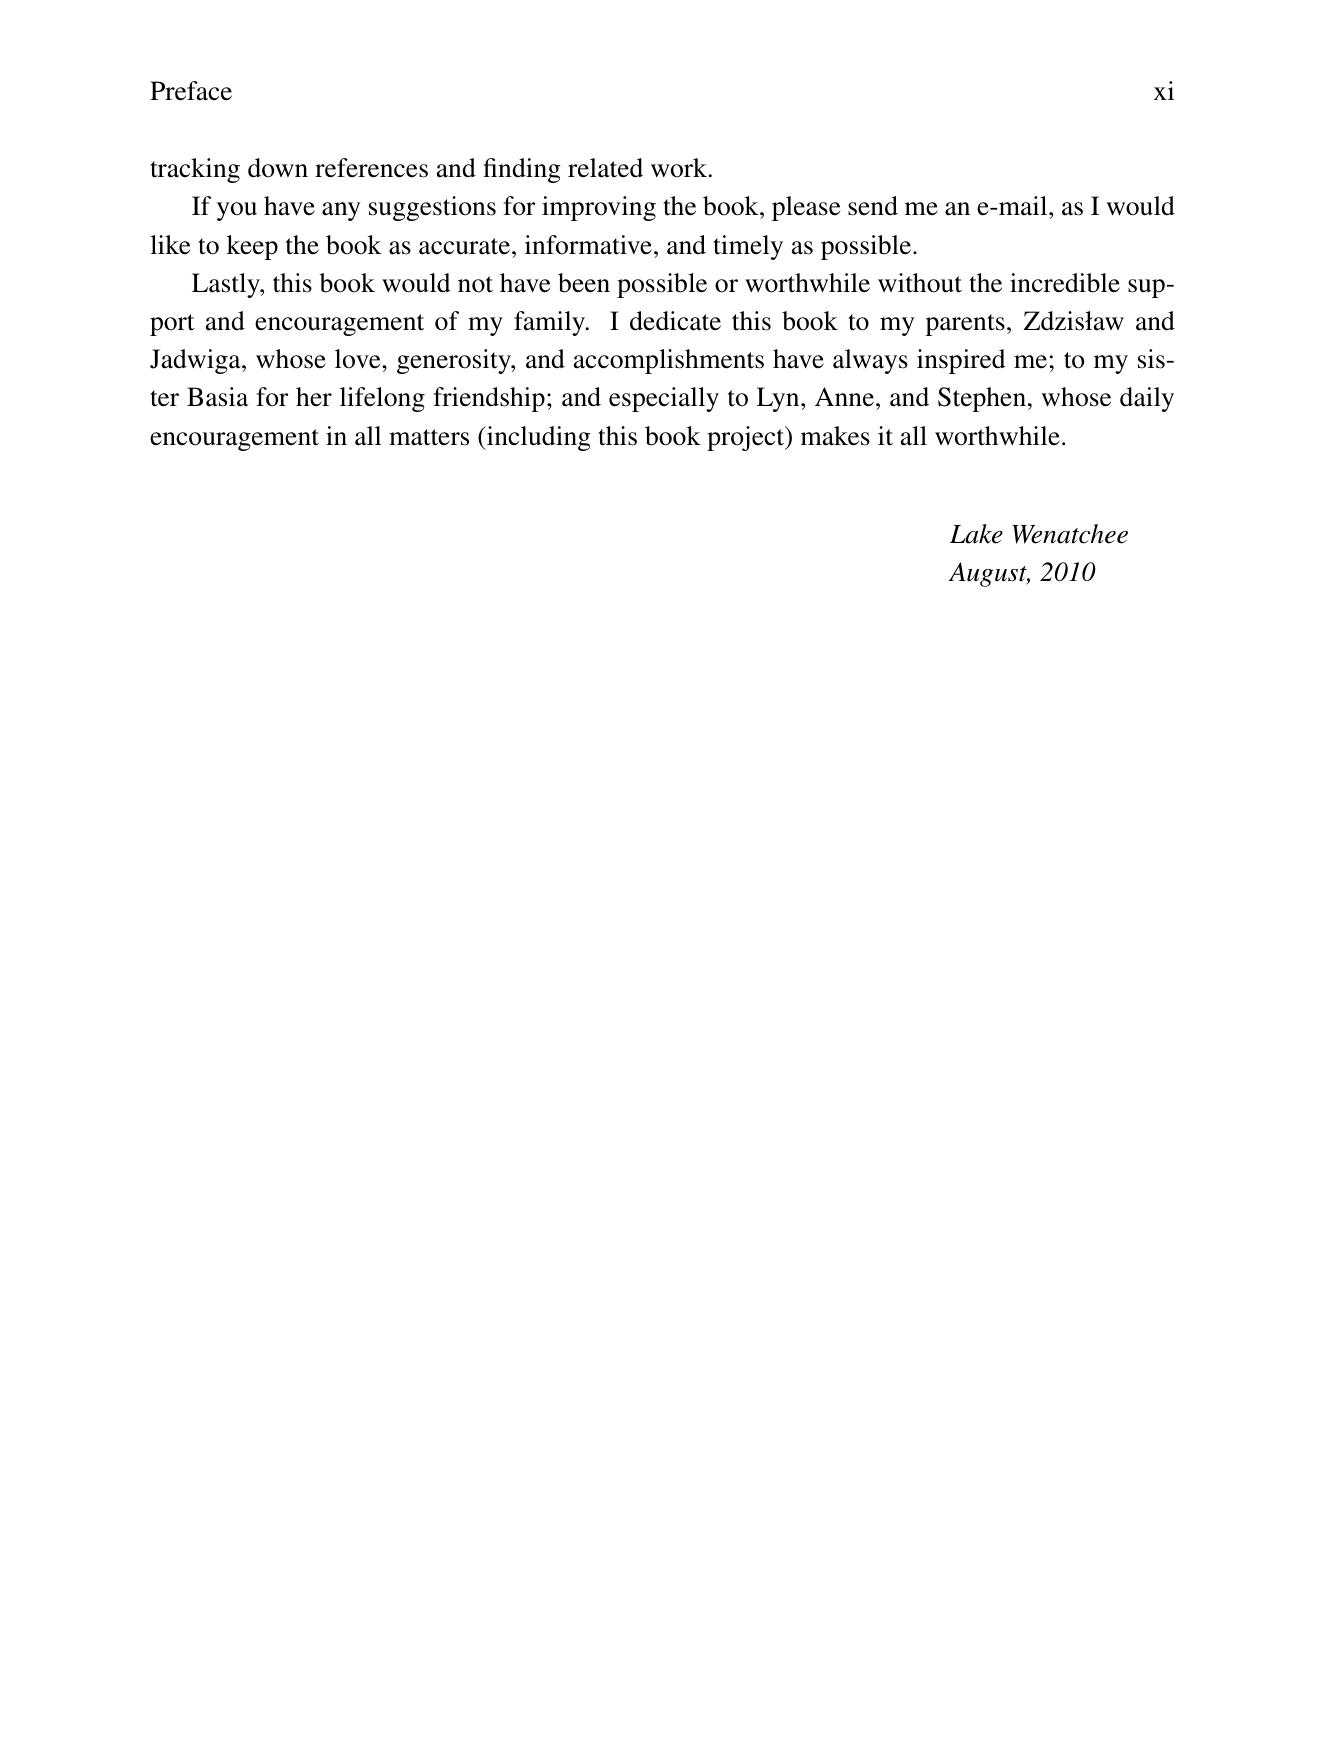 Preface xi
tracking down references and finding related work.
If you have any suggestions for improving the book, please send me an e-mail, as I would
like to keep the book as accurate, informative, and timely as possible.
Lastly, this book would not have been possible or worthwhile without the incredible sup-
port and encouragement of my family. I dedicate this book to my parents, Zdzisław and
Jadwiga, whose love, generosity, and accomplishments have always inspired me; to my sis-
ter Basia for her lifelong friendship; and especially to Lyn, Anne, and Stephen, whose daily
encouragement in all matters (including this book project) makes it all worthwhile.
Lake Wenatchee
August, 2010